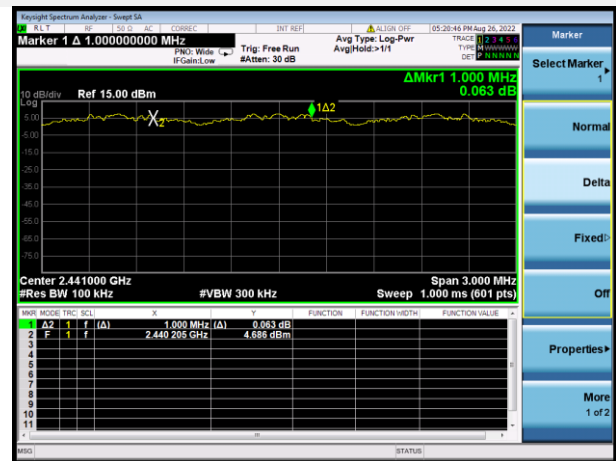 Keysight Spectrum Analyzer - Swept SA
RLT RF 50 Ω AC CORREC INT REF ALIGN OFF 05:20:46 PM Aug 26, 2022
Marker 1 Δ 1.000000000 MHz
PNO: Wide
IFGain:Low
Trig: Free Run
#Atten: 30 dB
Avg Type: Log-Pwr
Avg|Hold:>1/1
TRACE 1 2 3 4 5 6
TYPE M WWWWW
DET P N N N N N
Marker
Select Marker
1
Normal
Delta
Fixed
Off
Properties
More
1 of 2
ΔMkr1 1.000 MHz
0.063 dB
10 dB/div Ref 15.00 dBm
Log
5.00
-5.00
-15.0
-25.0
-35.0
-45.0
-55.0
-65.0
-75.0
1Δ2
X2
Center 2.441000 GHz Span 3.000 MHz
#Res BW 100 kHz #VBW 300 kHz Sweep 1.000 ms (601 pts)
MKR MODE TRC SCL X Y FUNCTION FUNCTION WIDTH FUNCTION VALUE
1 Δ2 1 f (Δ) 1.000 MHz (Δ) 0.063 dB
2 F 1 f 2.440 205 GHz 4.686 dBm
3
4
5
6
7
8
9
10
11
MSG STATUS